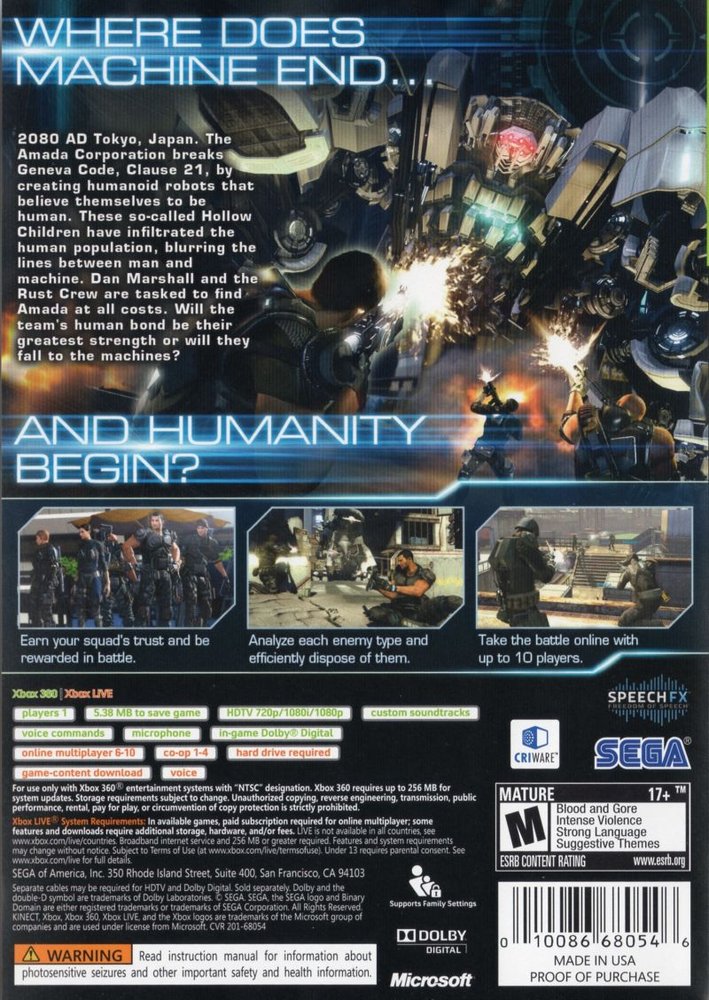 WHERE DOES
MACHINE END...
2080 AD Tokyo, Japan. The
Amada Corporation breaks
Geneva Code, Clause 21, by
creating humanoid robots that
believe themselves to be
human. These so-called Hollow
Children have infiltrated the
human population, blurring the
lines between man and
machine. Dan Marshall and the
Rust Crew are tasked to find
Amada at all costs. Will the
team's human bond be their
greatest strength or will they
fall to the machines?
AND HUMANITY
BEGIN?
Earn your squad's trust and be
rewarded in battle.
Analyze each enemy type and
efficiently dispose of them.
Take the battle online with
up to 10 players.
Xbox 360 | Xbox LIVE
players 1
5.38 MB to save game
HDTV 720p/1080i/1080p
custom soundtracks
voice commands
microphone
in-game Dolby® Digital
online multiplayer 6-10
co-op 1-4
hard drive required
game-content download
voice
For use only with Xbox 360® entertainment systems with "NTSC" designation. Xbox 360 requires up to 256 MB for
system updates. Storage requirements subject to change. Unauthorized copying, reverse engineering, transmission, public
performance, rental, pay for play, or circumvention of copy protection is strictly prohibited.
Xbox LIVE® System Requirements: In available games, paid subscription required for online multiplayer; some
features and downloads require additional storage, hardware, and/or fees. LIVE is not available in all countries, see
www.xbox.com/live/countries. Broadband internet service and 256 MB or greater required. Features and system requirements
may change without notice. Subject to Terms of Use (at www.xbox.com/live/termsofuse). Under 13 requires parental consent. See
www.xbox.com/live for full details.
SEGA of America, Inc. 350 Rhode Island Street, Suite 400, San Francisco, CA 94103
Separate cables may be required for HDTV and Dolby Digital. Sold separately. Dolby and the
double-D symbol are trademarks of Dolby Laboratories. © SEGA. SEGA, the SEGA logo and Binary
Domain are either registered trademarks or trademarks of SEGA Corporation. All Rights Reserved.
KINECT, Xbox, Xbox 360, Xbox LIVE, and the Xbox logos are trademarks of the Microsoft group of
companies and are used under license from Microsoft. CVR 201-68054
WARNING
Read instruction manual for information about
photosensitive seizures and other important safety and health information.
SPEECH FX
FREEDOM OF SPEECH™
CRIWARE™
SEGA®
MATURE 17+ ™
M
Blood and Gore
Intense Violence
Strong Language
Suggestive Themes
ESRB CONTENT RATING www.esrb.org
Supports Family Settings
DOLBY
DIGITAL
Microsoft
0 10086 68054 6
MADE IN USA
PROOF OF PURCHASE